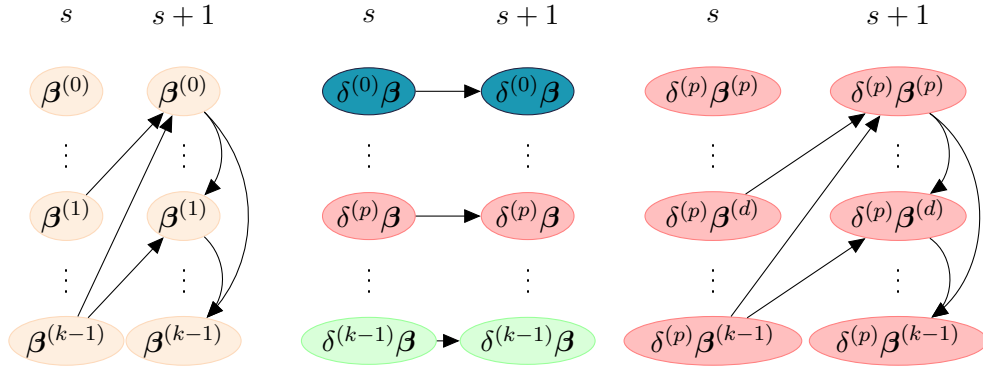 s s + 1 s s + 1 s s + 1
β^(0) β^(0) δ^(0)β δ^(0)β δ^(p)β^(p) δ^(p)β^(p)
⋮ ⋮ ⋮ ⋮ ⋮ ⋮
β^(1) β^(1) δ^(p)β δ^(p)β δ^(p)β^(d) δ^(p)β^(d)
⋮ ⋮ ⋮ ⋮ ⋮ ⋮
β^(k−1) β^(k−1) δ^(k−1)β δ^(k−1)β δ^(p)β^(k−1) δ^(p)β^(k−1)